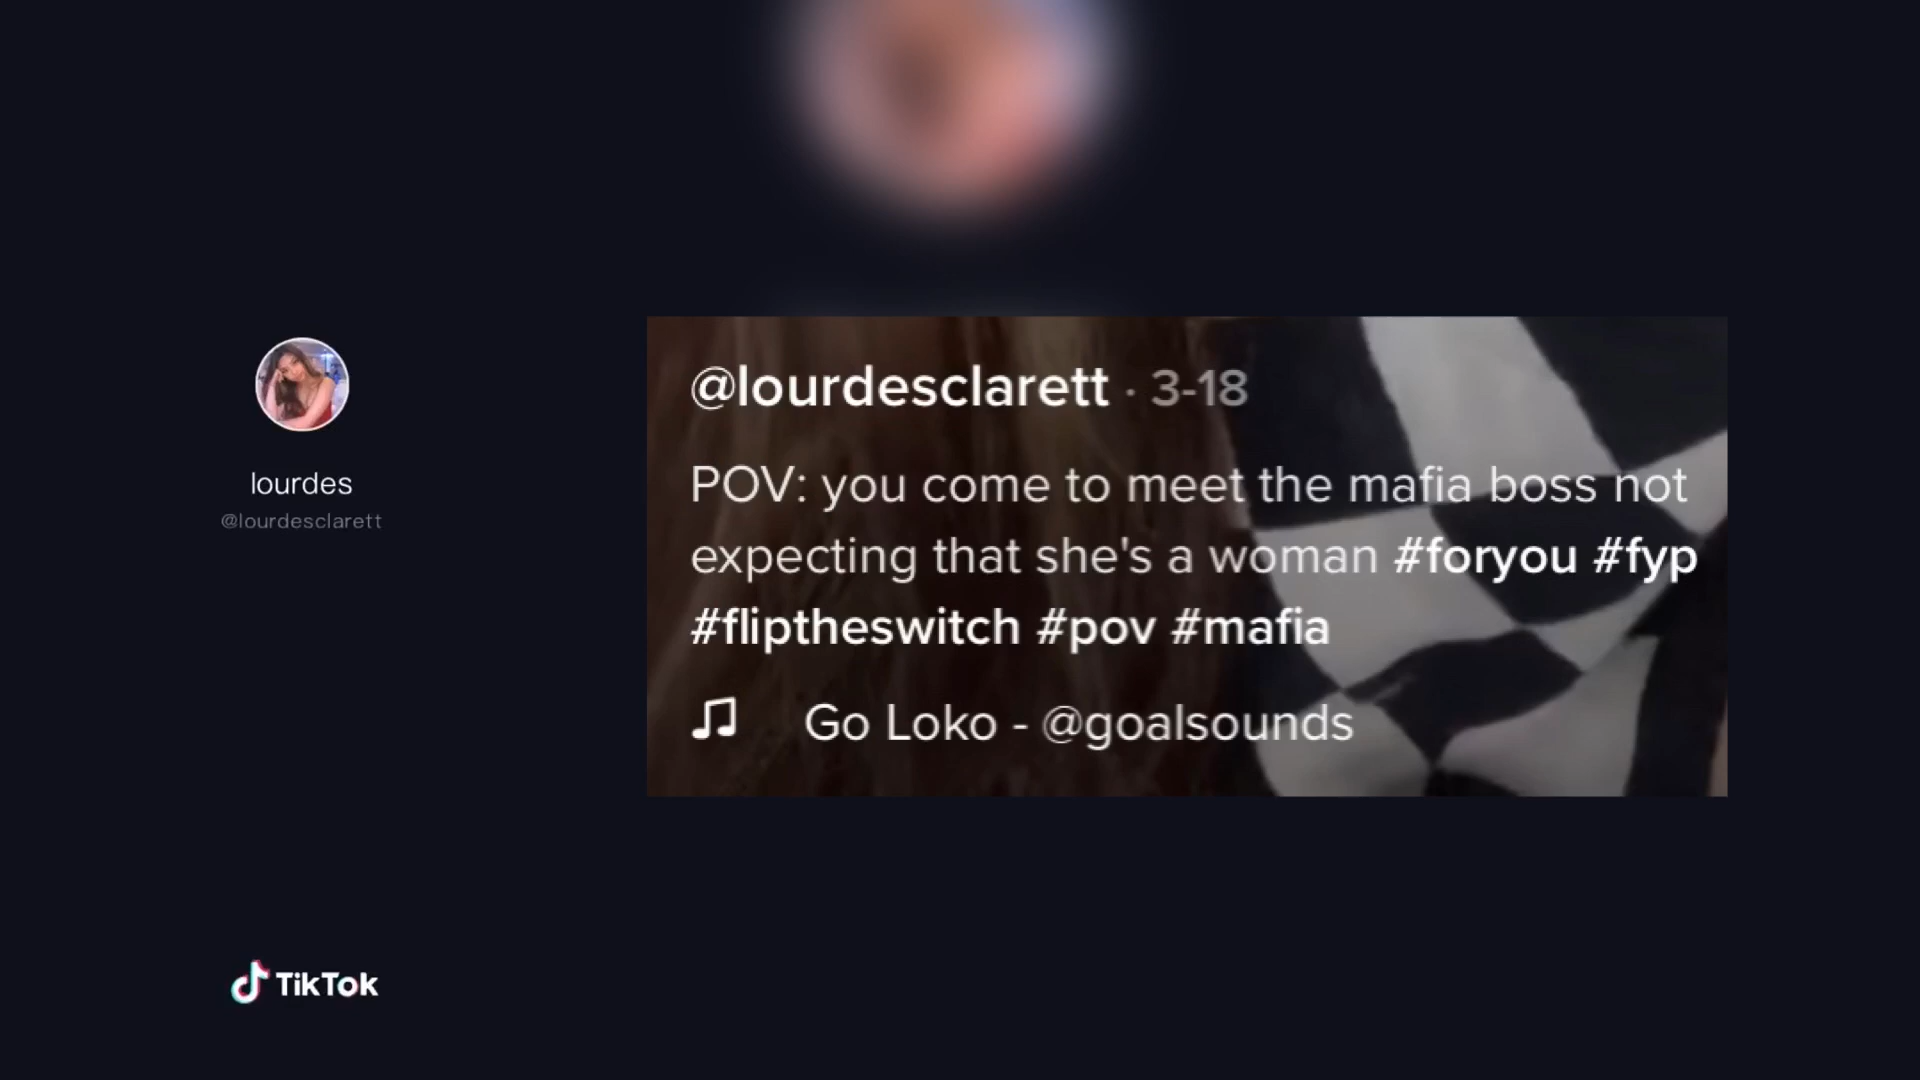 lourdes
@lourdesclarett
TikTok
@lourdesclarett · 3-18
POV: you come to meet the mafia boss not
expecting that she's a woman #foryou #fyp
#fliptheswitch #pov #mafia
Go Loko - @goalsounds